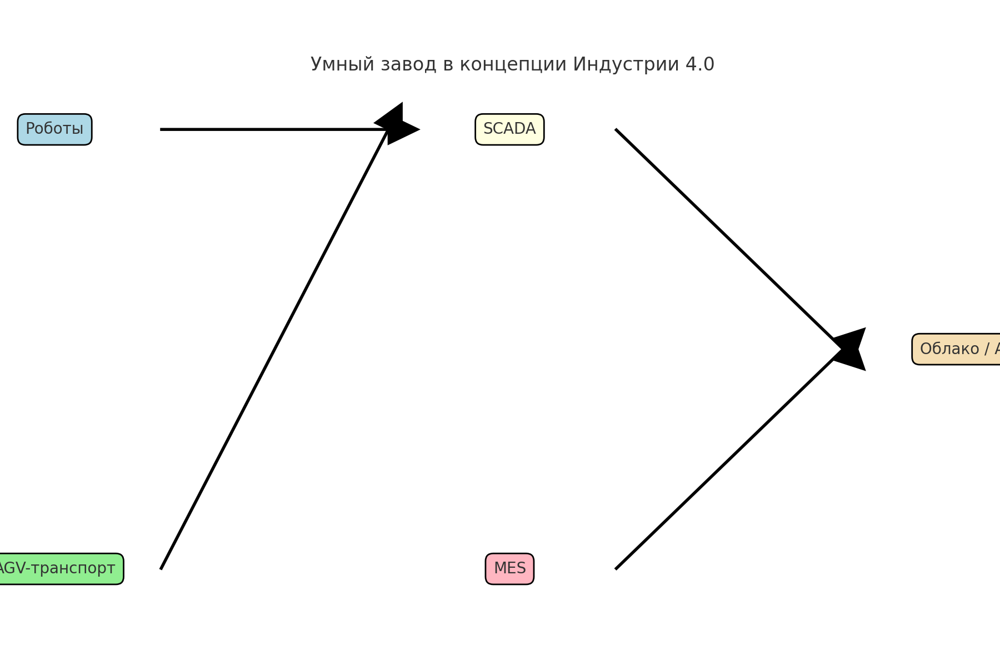 Умный завод в концепции Индустрии 4.0
Роботы
SCADA
Облако /
AGV-транспорт
MES